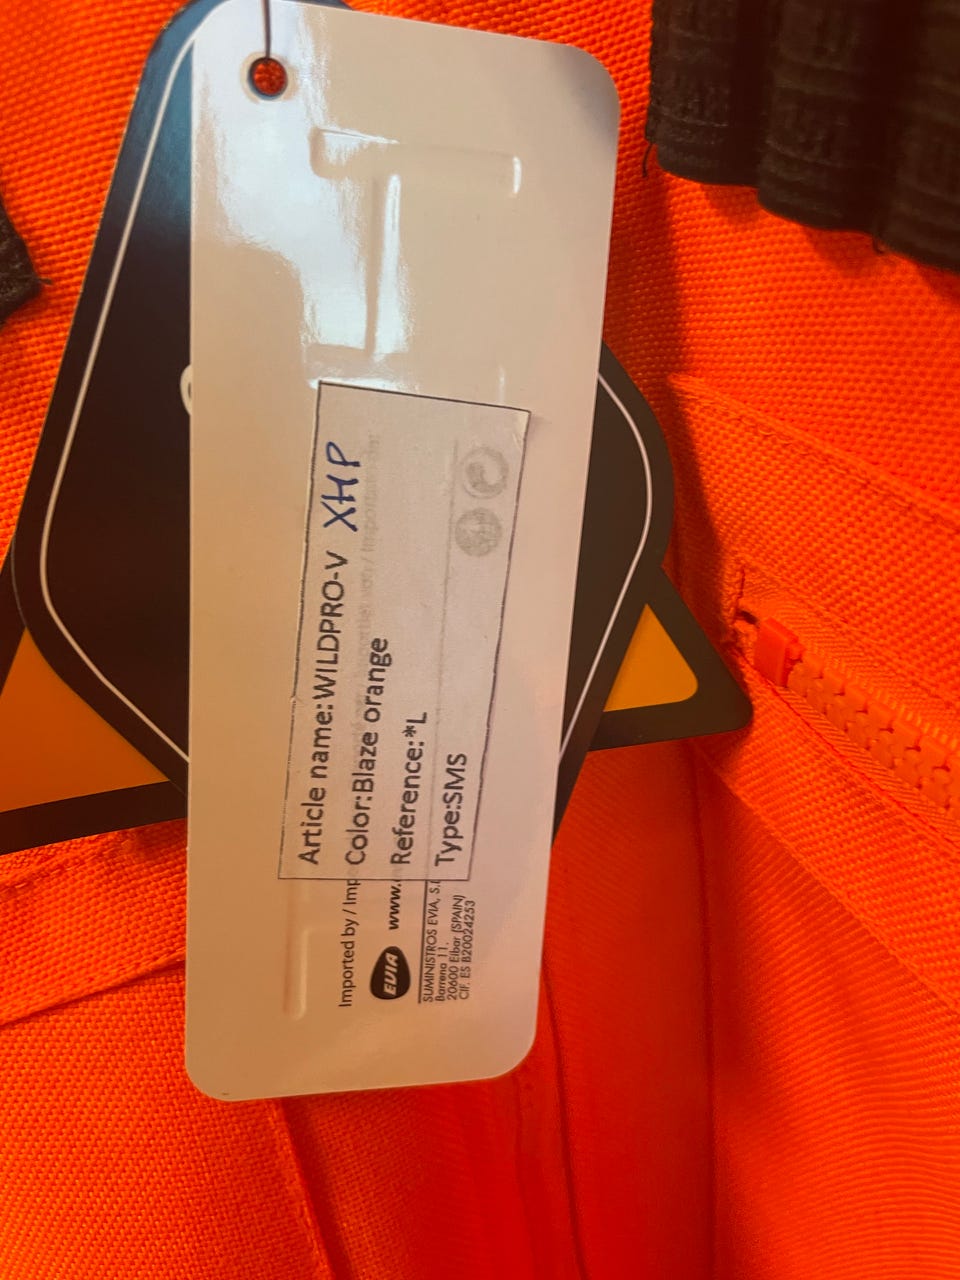 Article name:WILDPRO-V XHP
Color:Blaze orange
Reference:*L
Type:SMS
Imported by / Imp
EVIA www.
SUMINISTROS EVIA, S.L
Barrena 11.
20600 Eibar (SPAIN)
CIF. ES B20024253